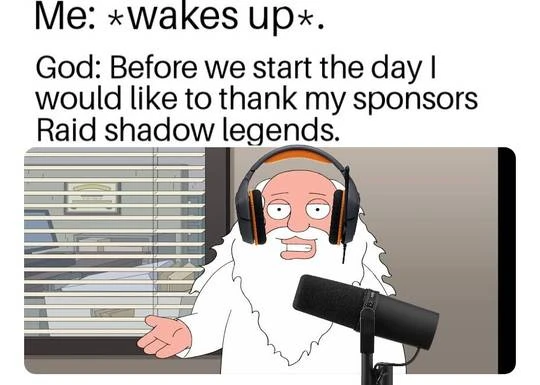 Me: *wakes up*.
God: Before we start the day I
would like to thank my sponsors
Raid shadow legends.